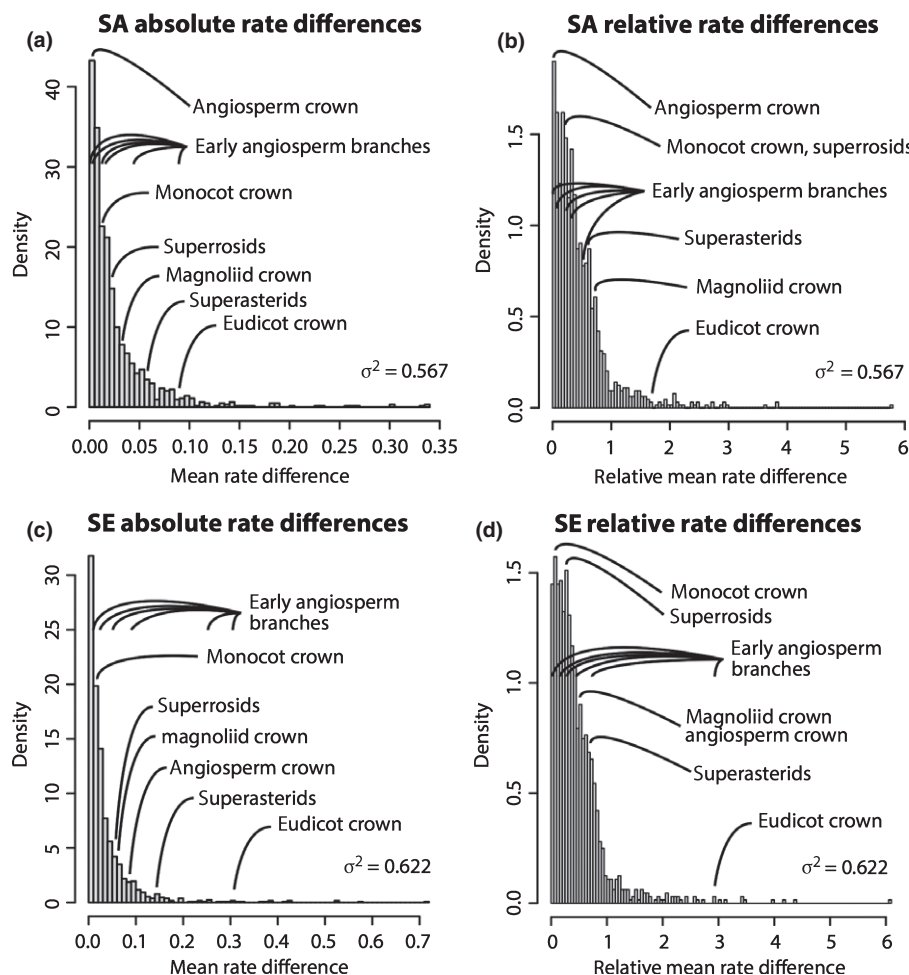 (a)
SA absolute rate differences
Density
40
30
20
10
0
Angiosperm crown
Early angiosperm branches
Monocot crown
Superrosids
Magnoliid crown
Superasterids
Eudicot crown
σ² = 0.567
0.00 0.05 0.10 0.15 0.20 0.25 0.30 0.35
Mean rate difference
(b)
SA relative rate differences
Density
1.5
1.0
0.5
0.0
Angiosperm crown
Monocot crown, superrosids
Early angiosperm branches
Superasterids
Magnoliid crown
Eudicot crown
σ² = 0.567
0 1 2 3 4 5 6
Relative mean rate difference
(c)
SE absolute rate differences
Density
30
25
20
15
10
5
0
Early angiosperm
branches
Monocot crown
Superrosids
magnoliid crown
Angiosperm crown
Superasterids
Eudicot crown
σ² = 0.622
0.0 0.1 0.2 0.3 0.4 0.5 0.6 0.7
Mean rate difference
(d)
SE relative rate differences
Density
1.5
1.0
0.5
0.0
Monocot crown
Superrosids
Early angiosperm
branches
Magnoliid crown
angiosperm crown
Superasterids
Eudicot crown
σ² = 0.622
0 1 2 3 4 5 6
Relative mean rate difference